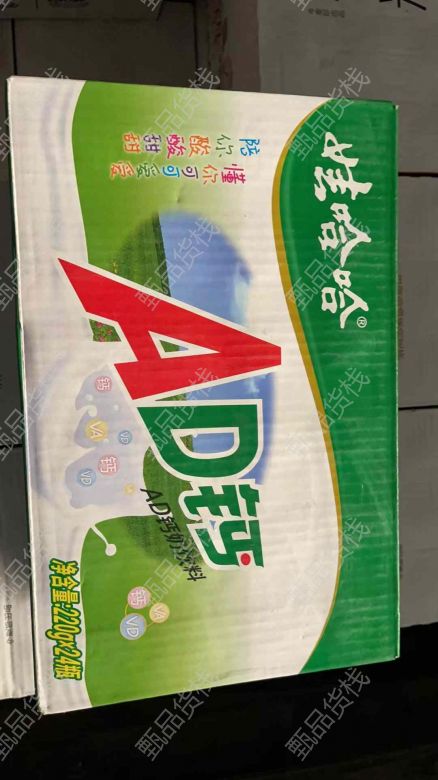 娃哈哈®
陪你酸酸甜甜
懂你可可爱爱
AD钙
AD钙奶饮料
钙
VA
VD
钙
VD
VA
钙
VD
净含量:220g×24瓶
甄品货栈